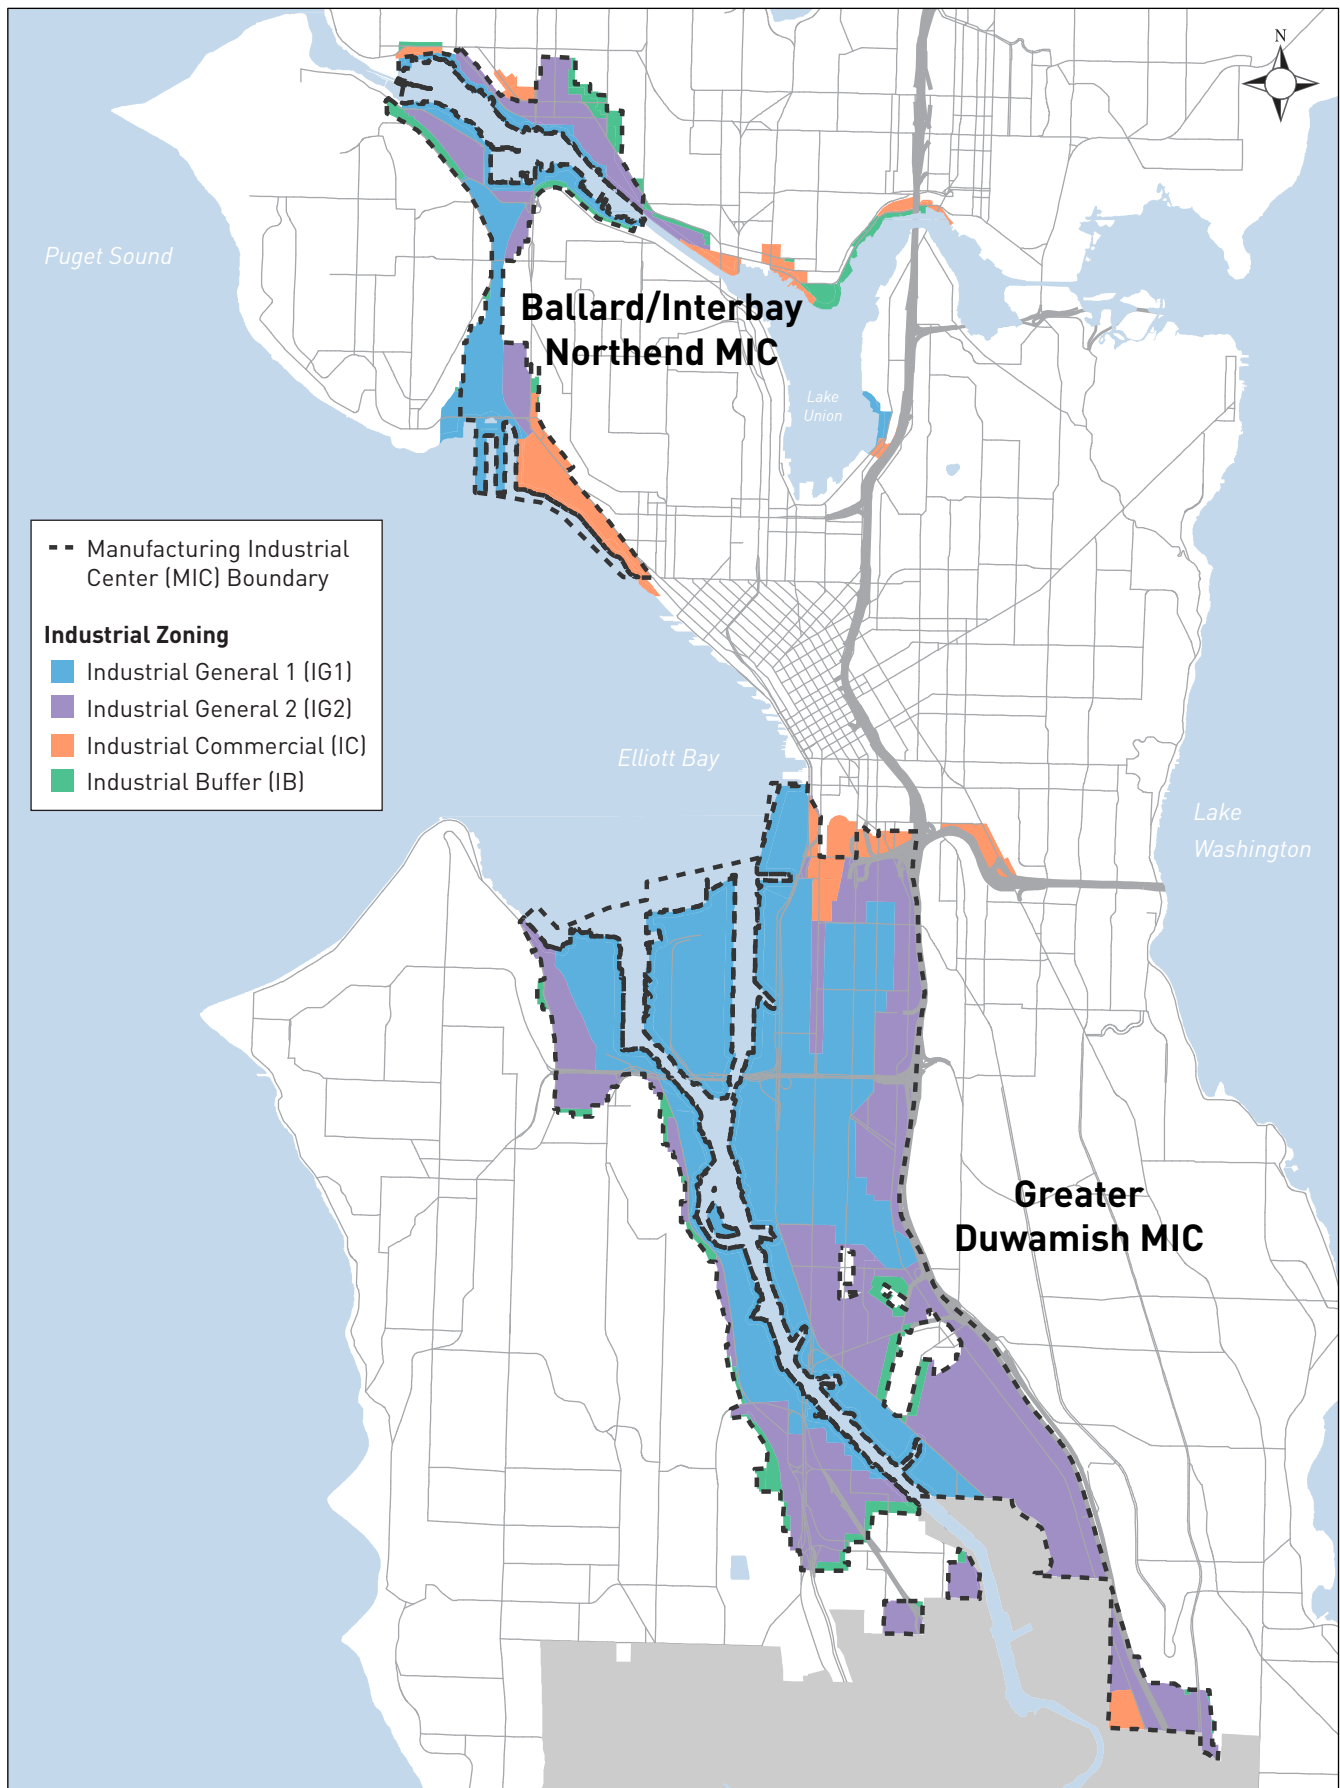 N
Puget Sound
Ballard/Interbay
Northend MIC
Lake
Union
Manufacturing Industrial
Center (MIC) Boundary
Industrial Zoning
Industrial General 1 (IG1)
Industrial General 2 (IG2)
Industrial Commercial (IC)
Industrial Buffer (IB)
Elliott Bay
Lake
Washington
Greater
Duwamish MIC